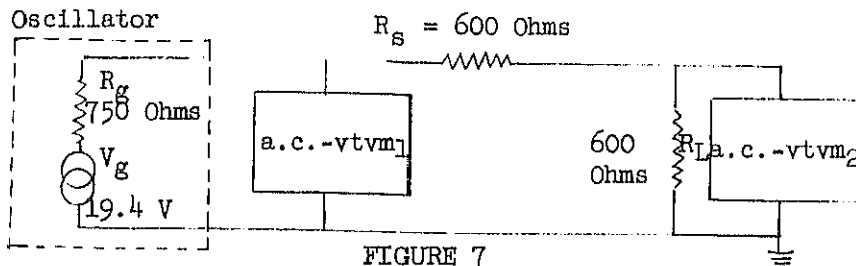 Oscillator
R_s = 600 Ohms
R_g
750 Ohms
V_g
19.4 V
a.c.-vtvm_1
600
Ohms
R_L
a.c.-vtvm_2
FIGURE 7